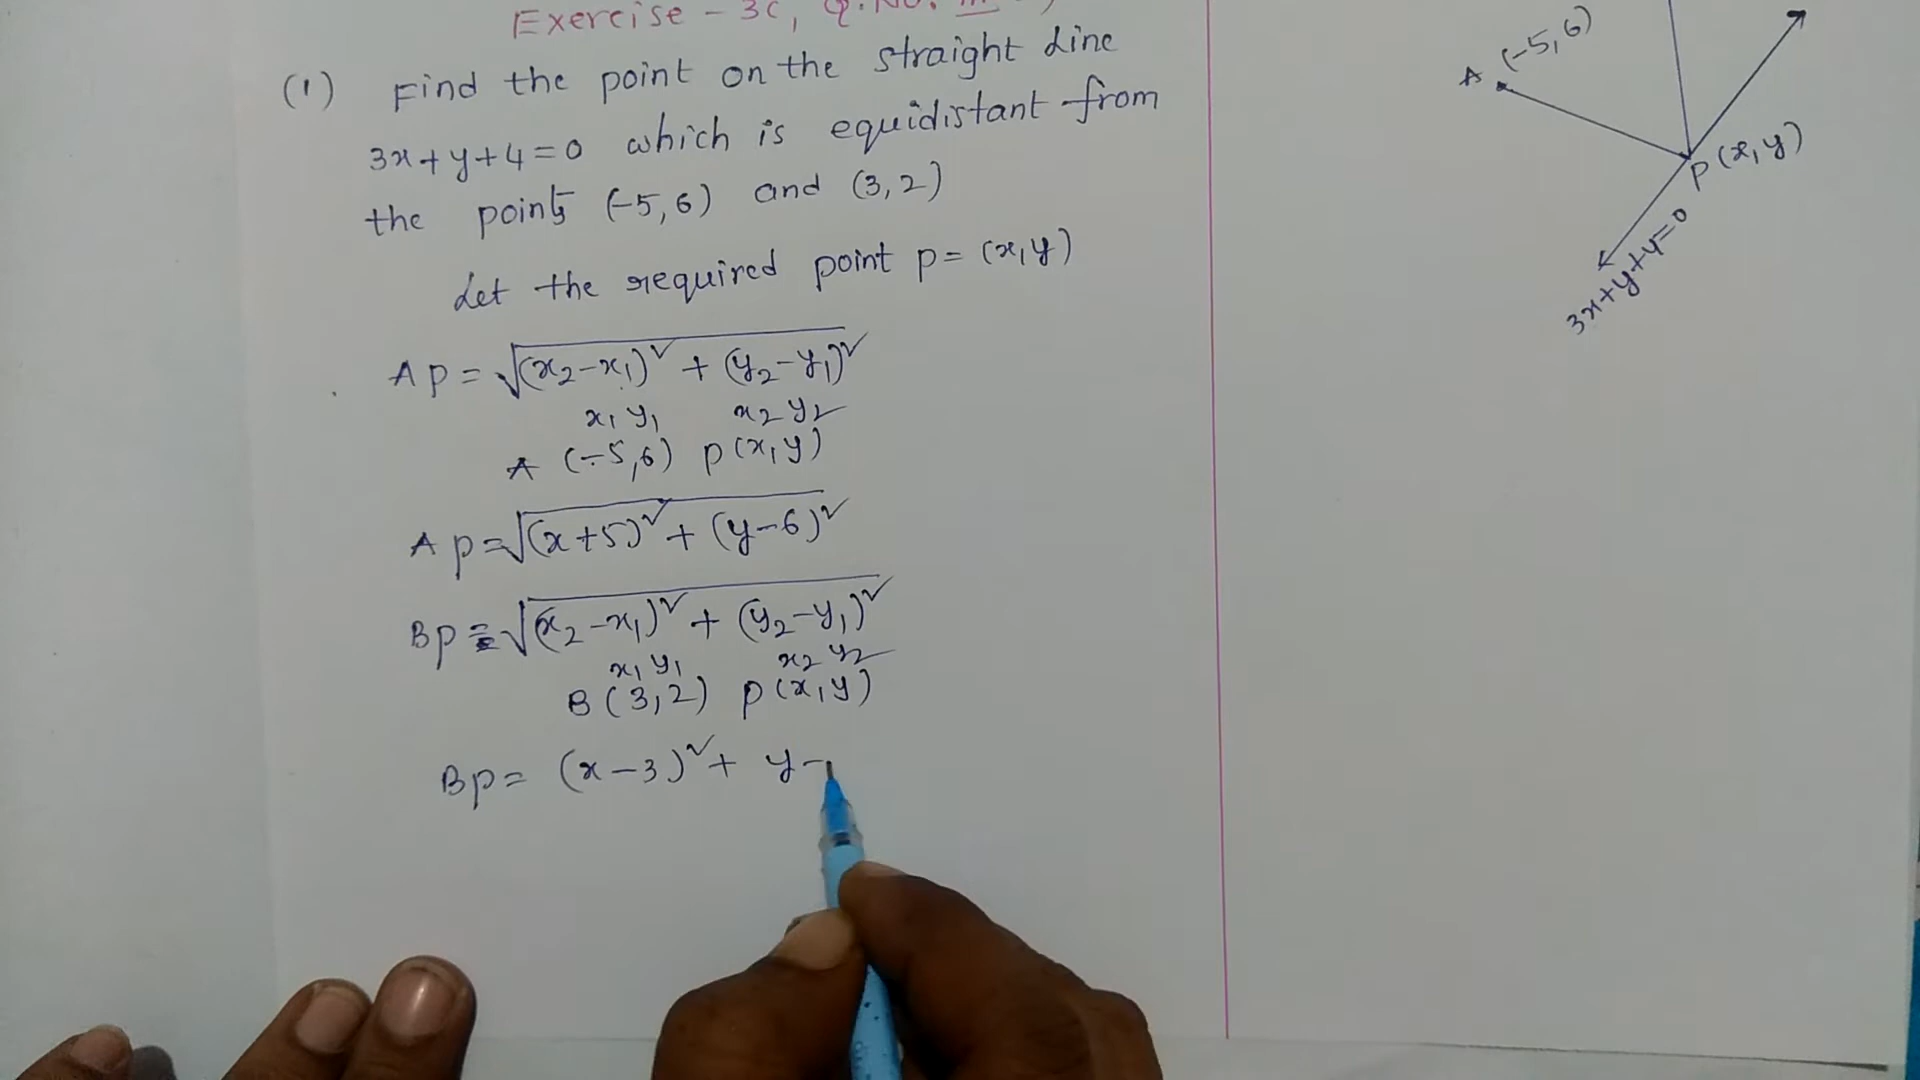 Exercise - 3C, Q.No.
(1) Find the point on the straight Line
3x+y+4=0 which is equidistant from
the points (-5,6) and (3,2)
Let the required point p= (x,y)
Ap = √(x₂-x₁)² + (y₂-y₁)²
x₁ y₁ x₂ y₂
A (-5,6) p(x,y)
Ap=√(x+5)² + (y-6)²
Bp = √(x₂-x₁)² + (y₂-y₁)²
x₁ y₁ x₂ y₂
B (3,2) p(x,y)
Bp= (x-3)² + y-
(-5,6)
A
p(x,y)
3x+y+4=0